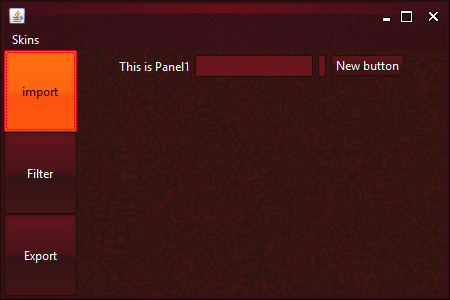 Skins
import
This is Panel1
New button
Filter
Export